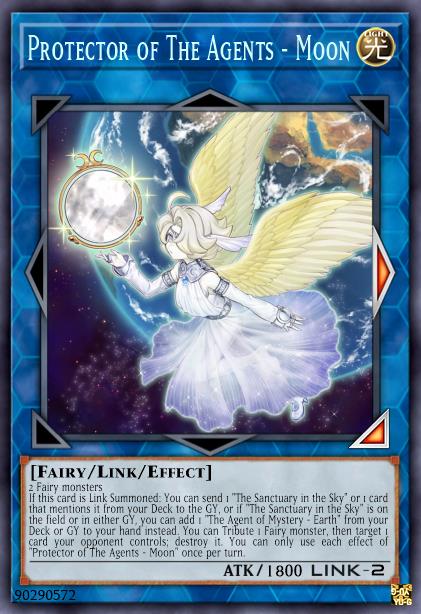 PROTECTOR OF THE AGENTS - MOON
LIGHT
光
[FAIRY/LINK/EFFECT]
2 Fairy monsters
If this card is Link Summoned: You can send 1 "The Sanctuary in the Sky" or 1 card
that mentions it from your Deck to the GY, or if "The Sanctuary in the Sky" is on
the field or in either GY, you can add 1 "The Agent of Mystery - Earth" from your
Deck or GY to your hand instead. You can Tribute 1 Fairy monster, then target 1
card your opponent controls; destroy it. You can only use each effect of
"Protector of The Agents - Moon" once per turn.
ATK/1800 LINK-2
90290572